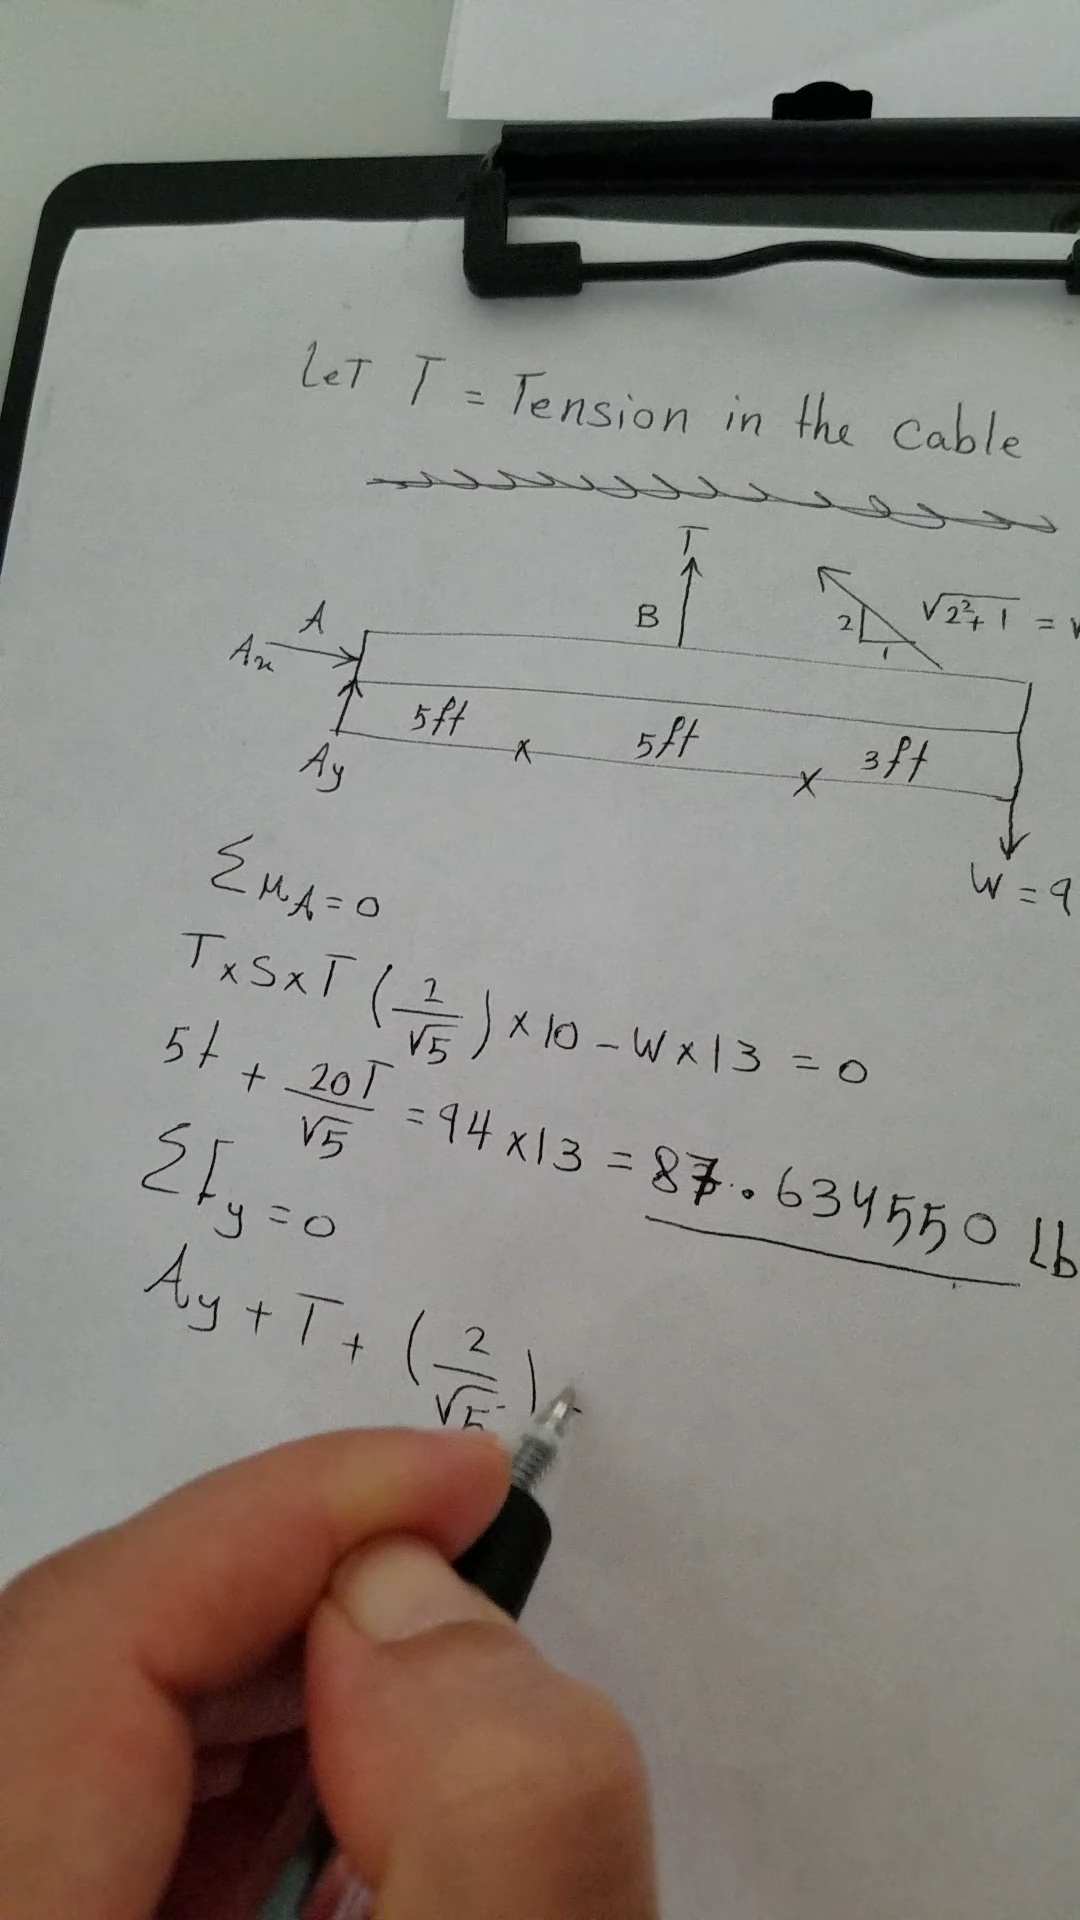 LeT T = Tension in the cable
T
B
2
1
√2²+1 =
A
Ax
Ay
5ft
5ft
3ft
W = 9
ΣMA=0
TxSxT (2/√5) x 10 - W x 13 = 0
5t + 20T/√5 = 94 x 13 = 87.634550 lb
ΣFy = 0
Ay + T + (2/√5) -